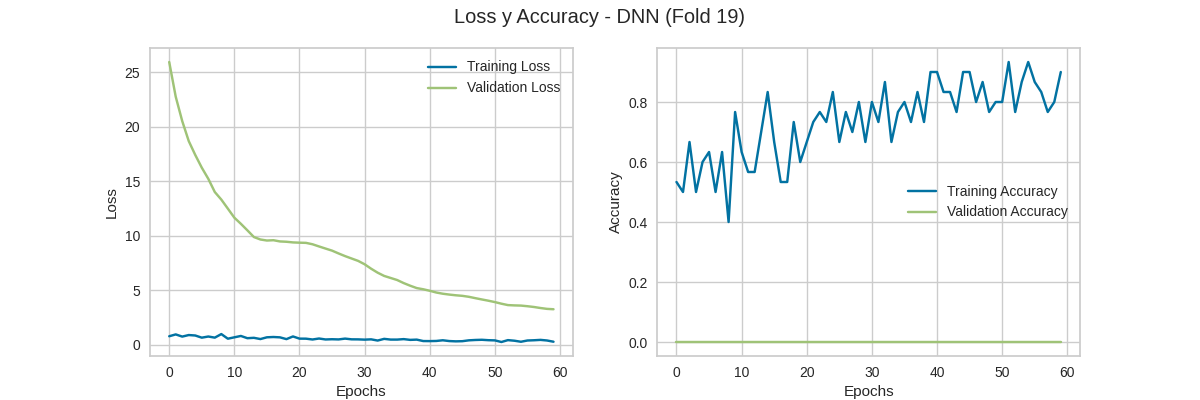 Loss y Accuracy - DNN (Fold 19)
Training Loss
Validation Loss
25
20
15
10
5
0
Loss
0 10 20 30 40 50 60
Epochs
Training Accuracy
Validation Accuracy
0.8
0.6
0.4
0.2
0.0
Accuracy
0 10 20 30 40 50 60
Epochs